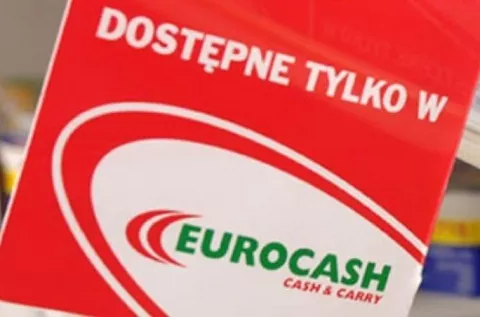 DOSTĘPNE TYLKO W
EUROCASH
CASH & CARRY